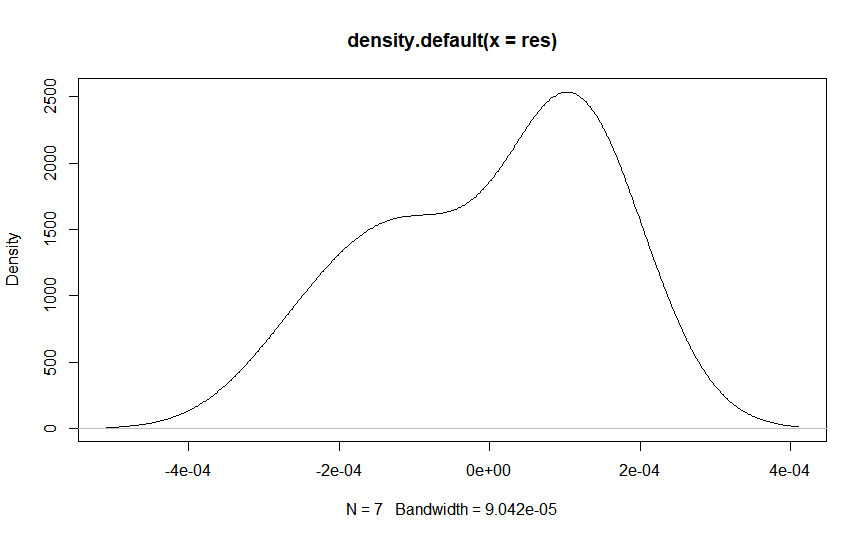 density.default(x = res)
Density
2500
2000
1500
1000
500
0
-4e-04 -2e-04 0e+00 2e-04 4e-04
N = 7 Bandwidth = 9.042e-05